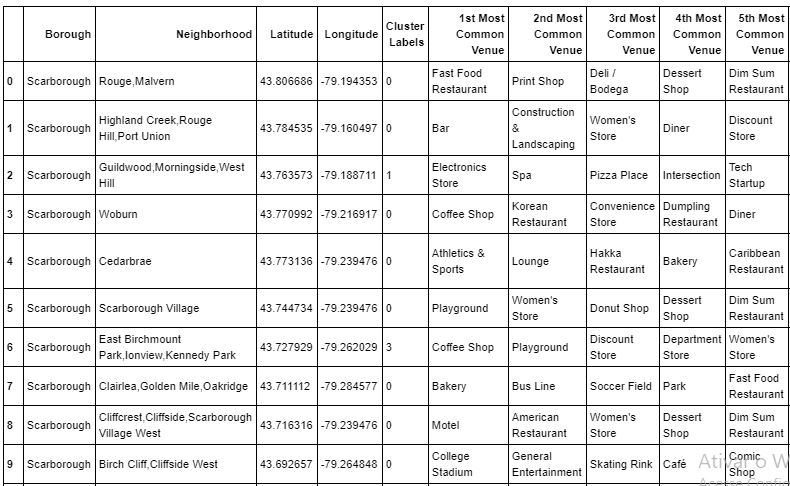 Borough Neighborhood Latitude Longitude Cluster Labels 1st Most Common Venue 2nd Most Common Venue 3rd Most Common Venue 4th Most Common Venue 5th Most Common Venue
0 Scarborough Rouge,Malvern 43.806686 -79.194353 0 Fast Food Restaurant Print Shop Deli / Bodega Dessert Shop Dim Sum Restaurant
1 Scarborough Highland Creek,Rouge Hill,Port Union 43.784535 -79.160497 0 Bar Construction & Landscaping Women's Store Diner Discount Store
2 Scarborough Guildwood,Morningside,West Hill 43.763573 -79.188711 1 Electronics Store Spa Pizza Place Intersection Tech Startup
3 Scarborough Woburn 43.770992 -79.216917 0 Coffee Shop Korean Restaurant Convenience Store Dumpling Restaurant Diner
4 Scarborough Cedarbrae 43.773136 -79.239476 0 Athletics & Sports Lounge Hakka Restaurant Bakery Caribbean Restaurant
5 Scarborough Scarborough Village 43.744734 -79.239476 0 Playground Women's Store Donut Shop Dessert Shop Dim Sum Restaurant
6 Scarborough East Birchmount Park,Ionview,Kennedy Park 43.727929 -79.262029 3 Coffee Shop Playground Discount Store Department Store Women's Store
7 Scarborough Clairlea,Golden Mile,Oakridge 43.711112 -79.284577 0 Bakery Bus Line Soccer Field Park Fast Food Restaurant
8 Scarborough Cliffcrest,Cliffside,Scarborough Village West 43.716316 -79.239476 0 Motel American Restaurant Women's Store Dessert Shop Dim Sum Restaurant
9 Scarborough Birch Cliff,Cliffside West 43.692657 -79.264848 0 College Stadium General Entertainment Skating Rink Café Comic Shop
Ativar o W